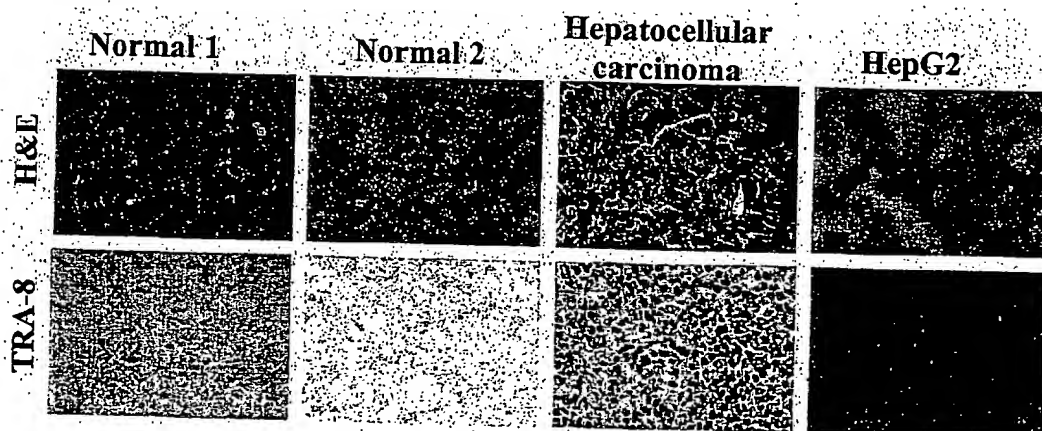 Normal 1
Normal 2
Hepatocellular
carcinoma
HepG2
H&E
TRA-8